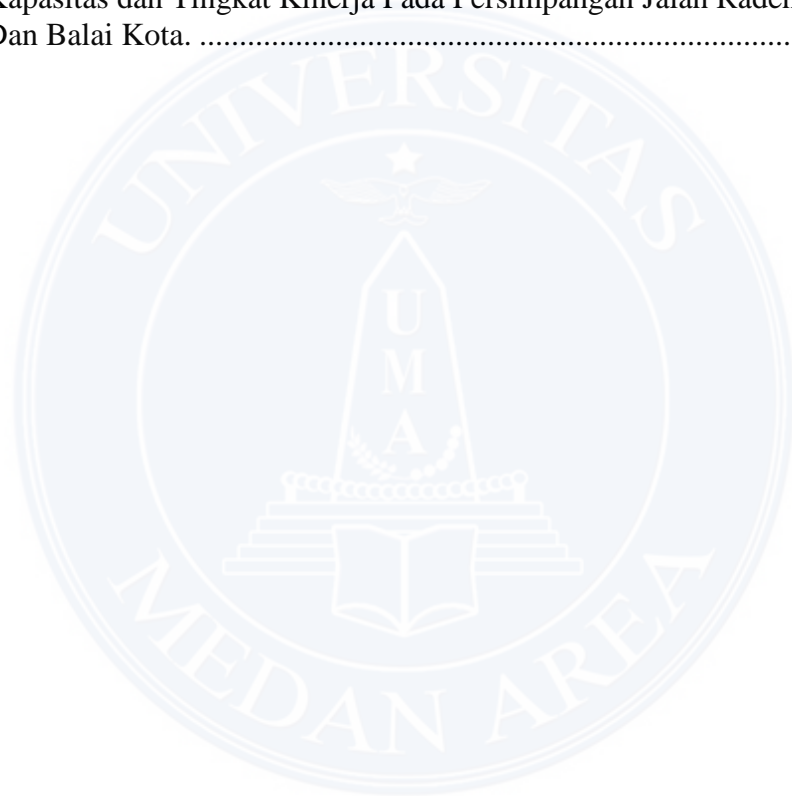 Kapasitas dan Tingkat Kinerja Pada Persimpangan Jalan Raden
Dan Balai Kota. ..........................................................................
UNIVERSITAS
U
M
A
MEDAN AREA